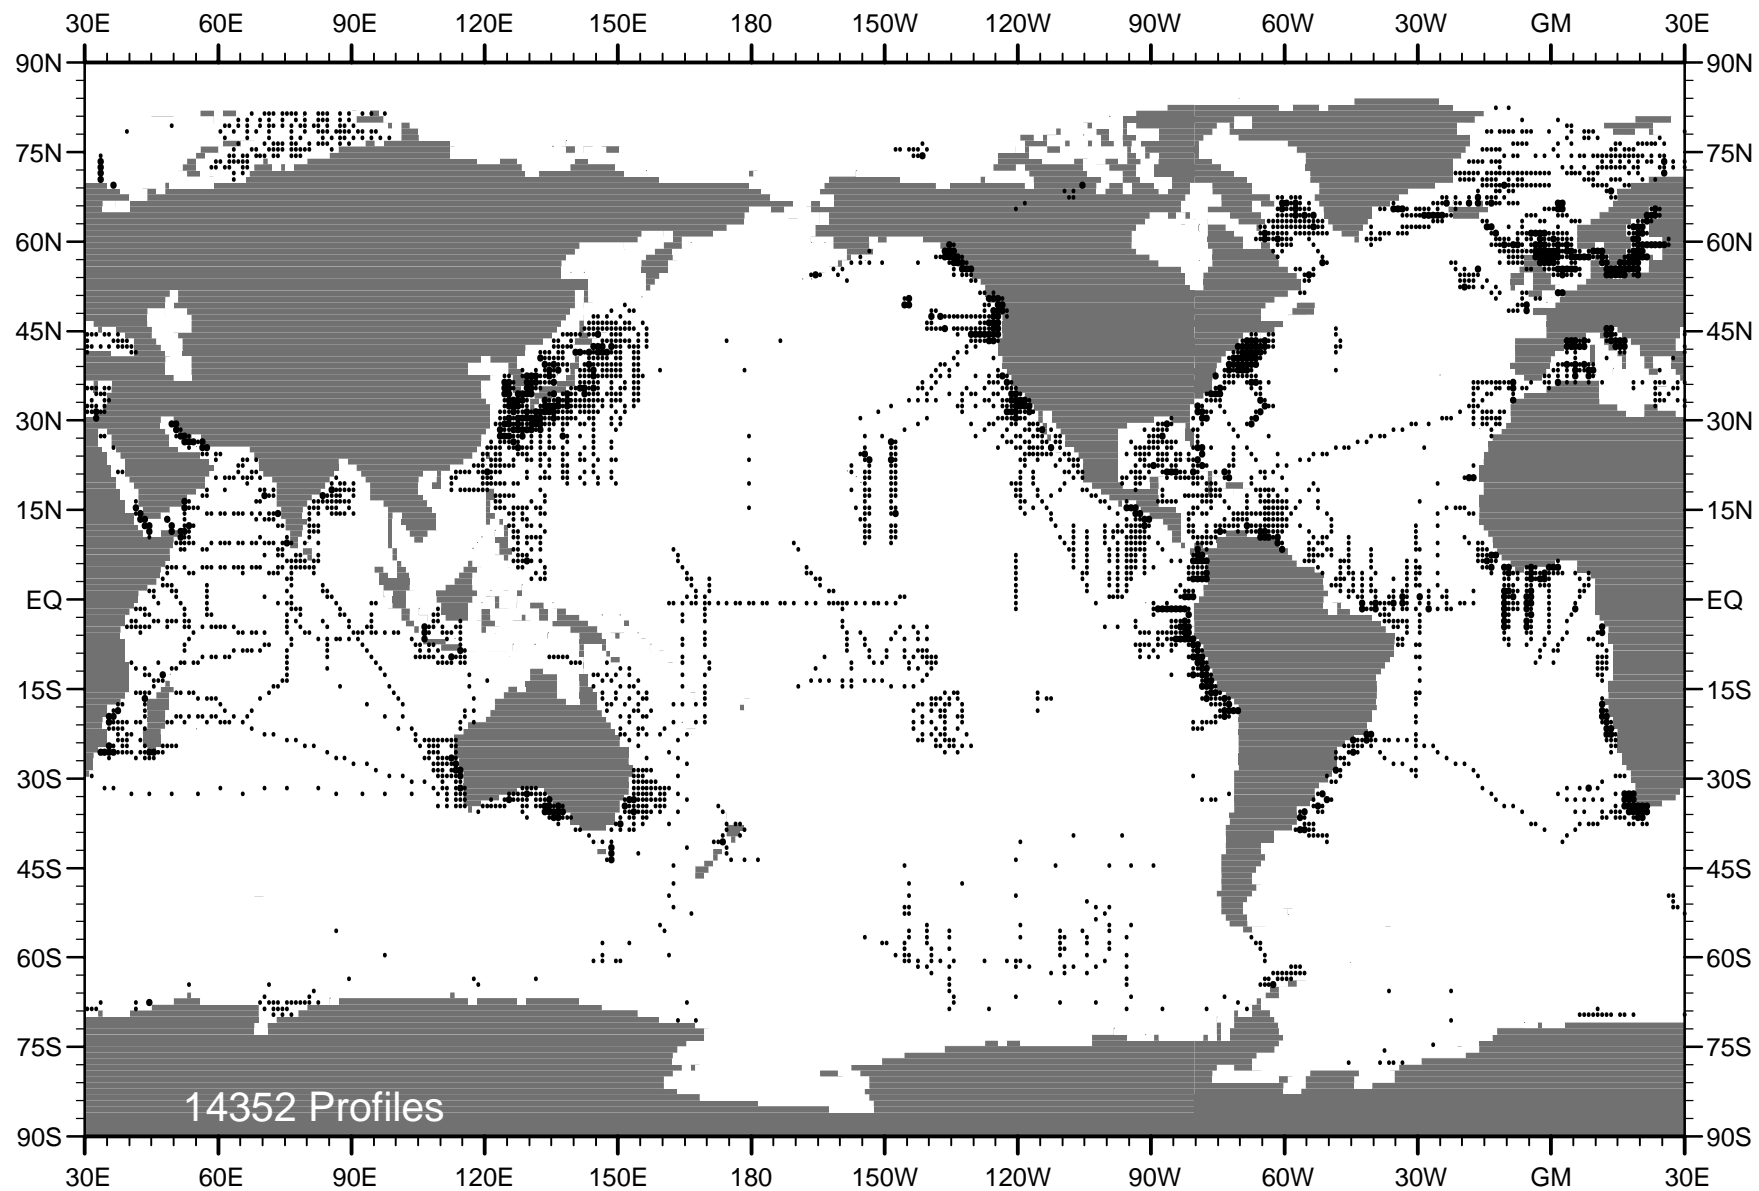 30E 60E 90E 120E 150E 180 150W 120W 90W 60W 30W GM 30E
90N 90N
75N 75N
60N 60N
45N 45N
30N 30N
15N 15N
EQ EQ
15S 15S
30S 30S
45S 45S
60S 60S
75S 75S
14352 Profiles
90S 90S
30E 60E 90E 120E 150E 180 150W 120W 90W 60W 30W GM 30E